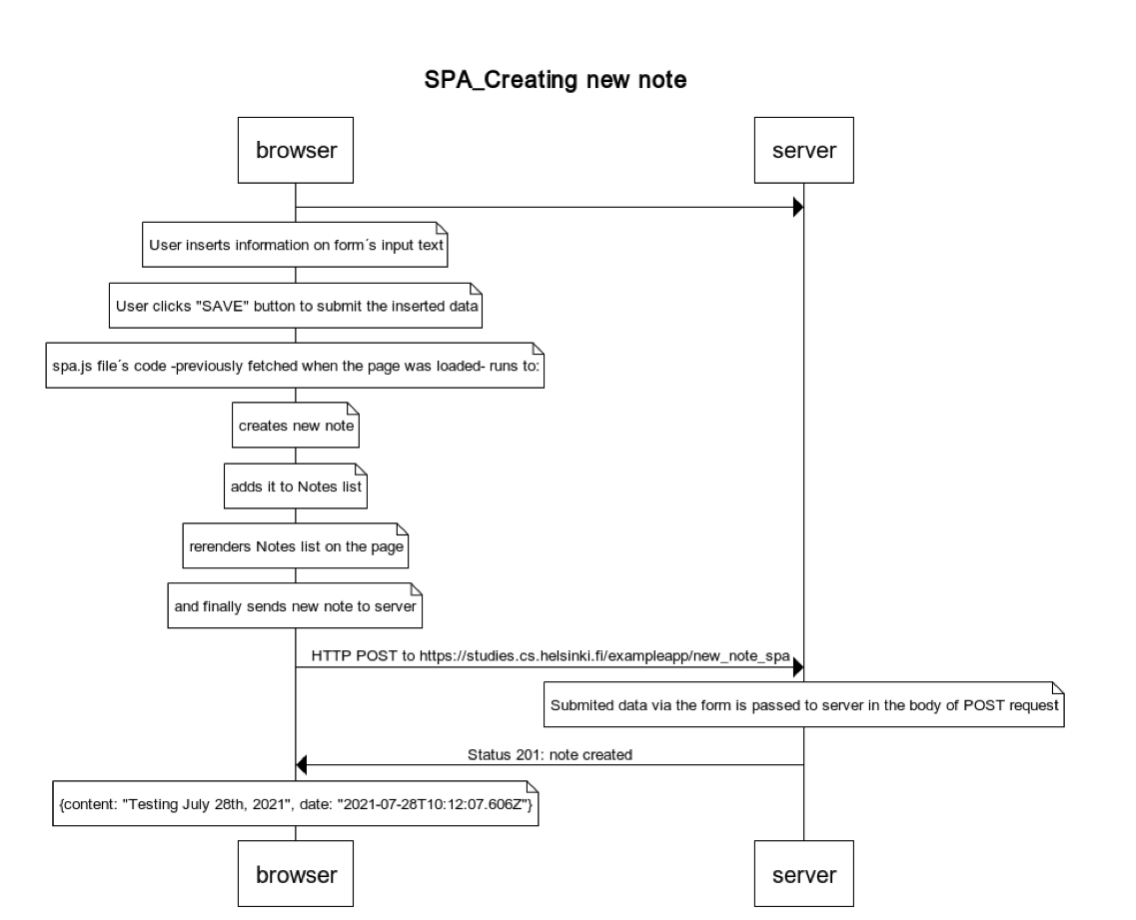 SPA_Creating new note
browser
server
User inserts information on form´s input text
User clicks "SAVE" button to submit the inserted data
spa.js file´s code -previously fetched when the page was loaded- runs to:
creates new note
adds it to Notes list
rerenders Notes list on the page
and finally sends new note to server
HTTP POST to https://studies.cs.helsinki.fi/exampleapp/new_note_spa
Submited data via the form is passed to server in the body of POST request
Status 201: note created
{content: "Testing July 28th, 2021", date: "2021-07-28T10:12:07.606Z"}
browser
server